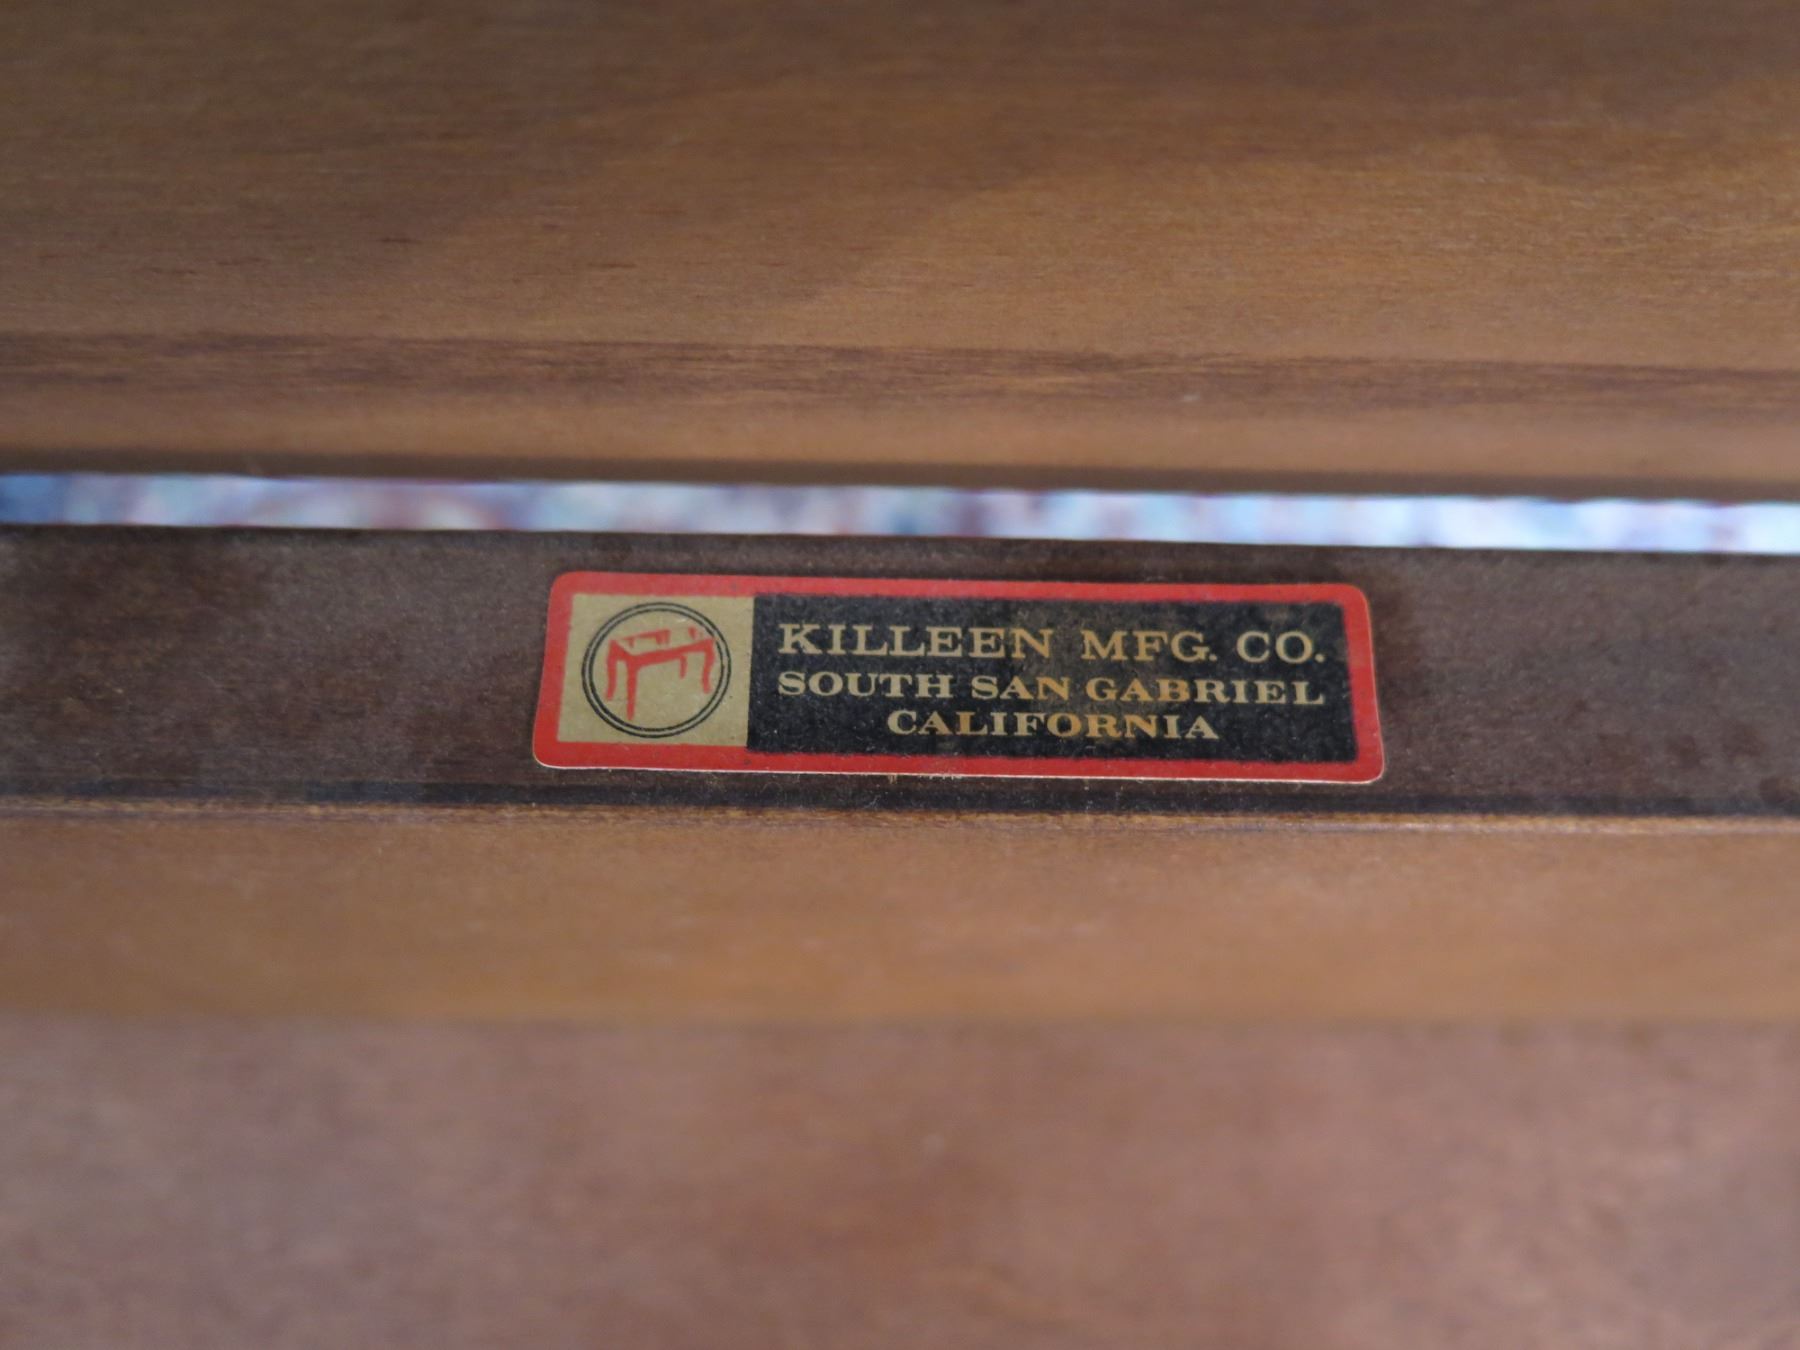 KILLEEN MFG. CO.
SOUTH SAN GABRIEL
CALIFORNIA